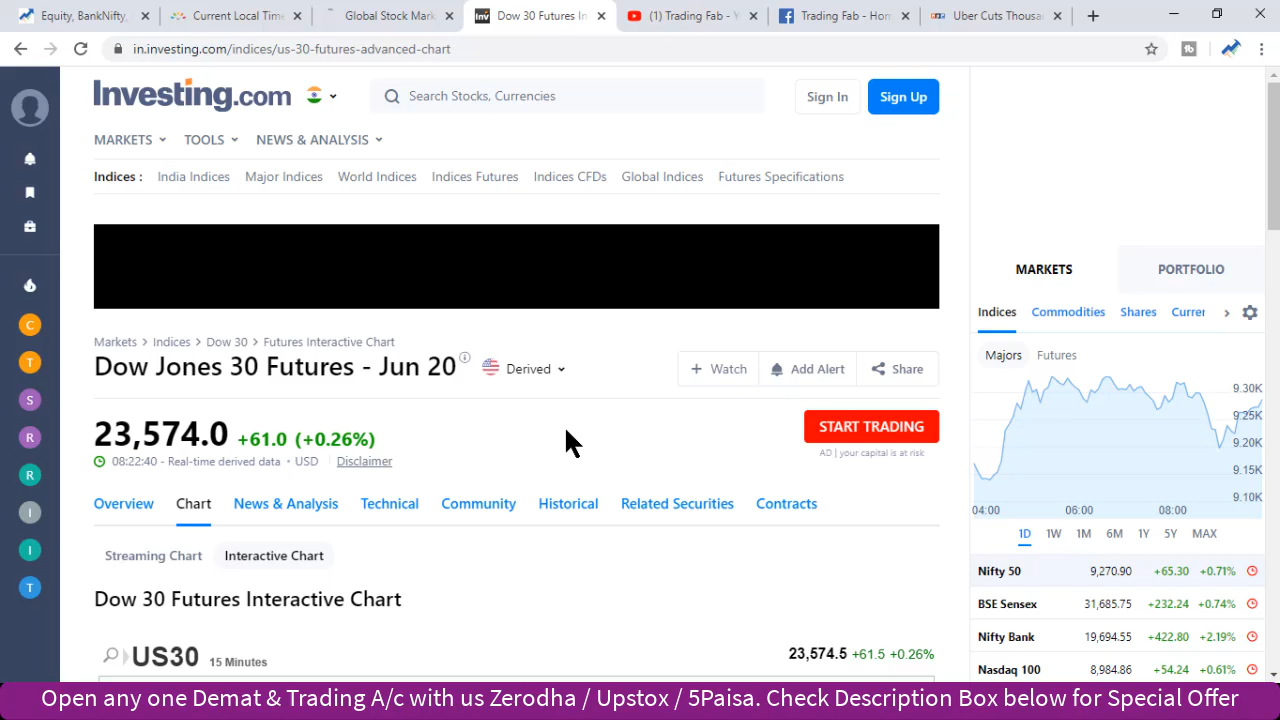 Equity, BankNifty,
Current Local Time
Global Stock Mark
Dow 30 Futures In
(1) Trading Fab - Y
Trading Fab - Hom
Uber Cuts Thousa
in.investing.com/indices/us-30-futures-advanced-chart
Investing.com
Search Stocks, Currencies
Sign In
Sign Up
MARKETS
TOOLS
NEWS & ANALYSIS
Indices :
India Indices
Major Indices
World Indices
Indices Futures
Indices CFDs
Global Indices
Futures Specifications
MARKETS
PORTFOLIO
Indices
Commodities
Shares
Currer
Majors
Futures
Markets
Indices
Dow 30
Futures Interactive Chart
Dow Jones 30 Futures - Jun 20
Derived
+ Watch
Add Alert
Share
23,574.0 +61.0 (+0.26%)
START TRADING
AD | your capital is at risk
08:22:40 - Real-time derived data • USD
Disclaimer
9.30K
9.25K
9.20K
9.15K
9.10K
04:00
06:00
08:00
Overview
Chart
News & Analysis
Technical
Community
Historical
Related Securities
Contracts
1D
1W
1M
6M
1Y
5Y
MAX
Streaming Chart
Interactive Chart
Nifty 50 9,270.90 +65.30 +0.71%
BSE Sensex 31,685.75 +232.24 +0.74%
Nifty Bank 19,694.55 +422.80 +2.19%
Nasdaq 100 8,984.86 +54.24 +0.61%
Dow 30 Futures Interactive Chart
US30 15 Minutes
23,574.5 +61.5 +0.26%
C
T
S
R
R
I
I
T
Open any one Demat & Trading A/c with us Zerodha / Upstox / 5Paisa. Check Description Box below for Special Offer